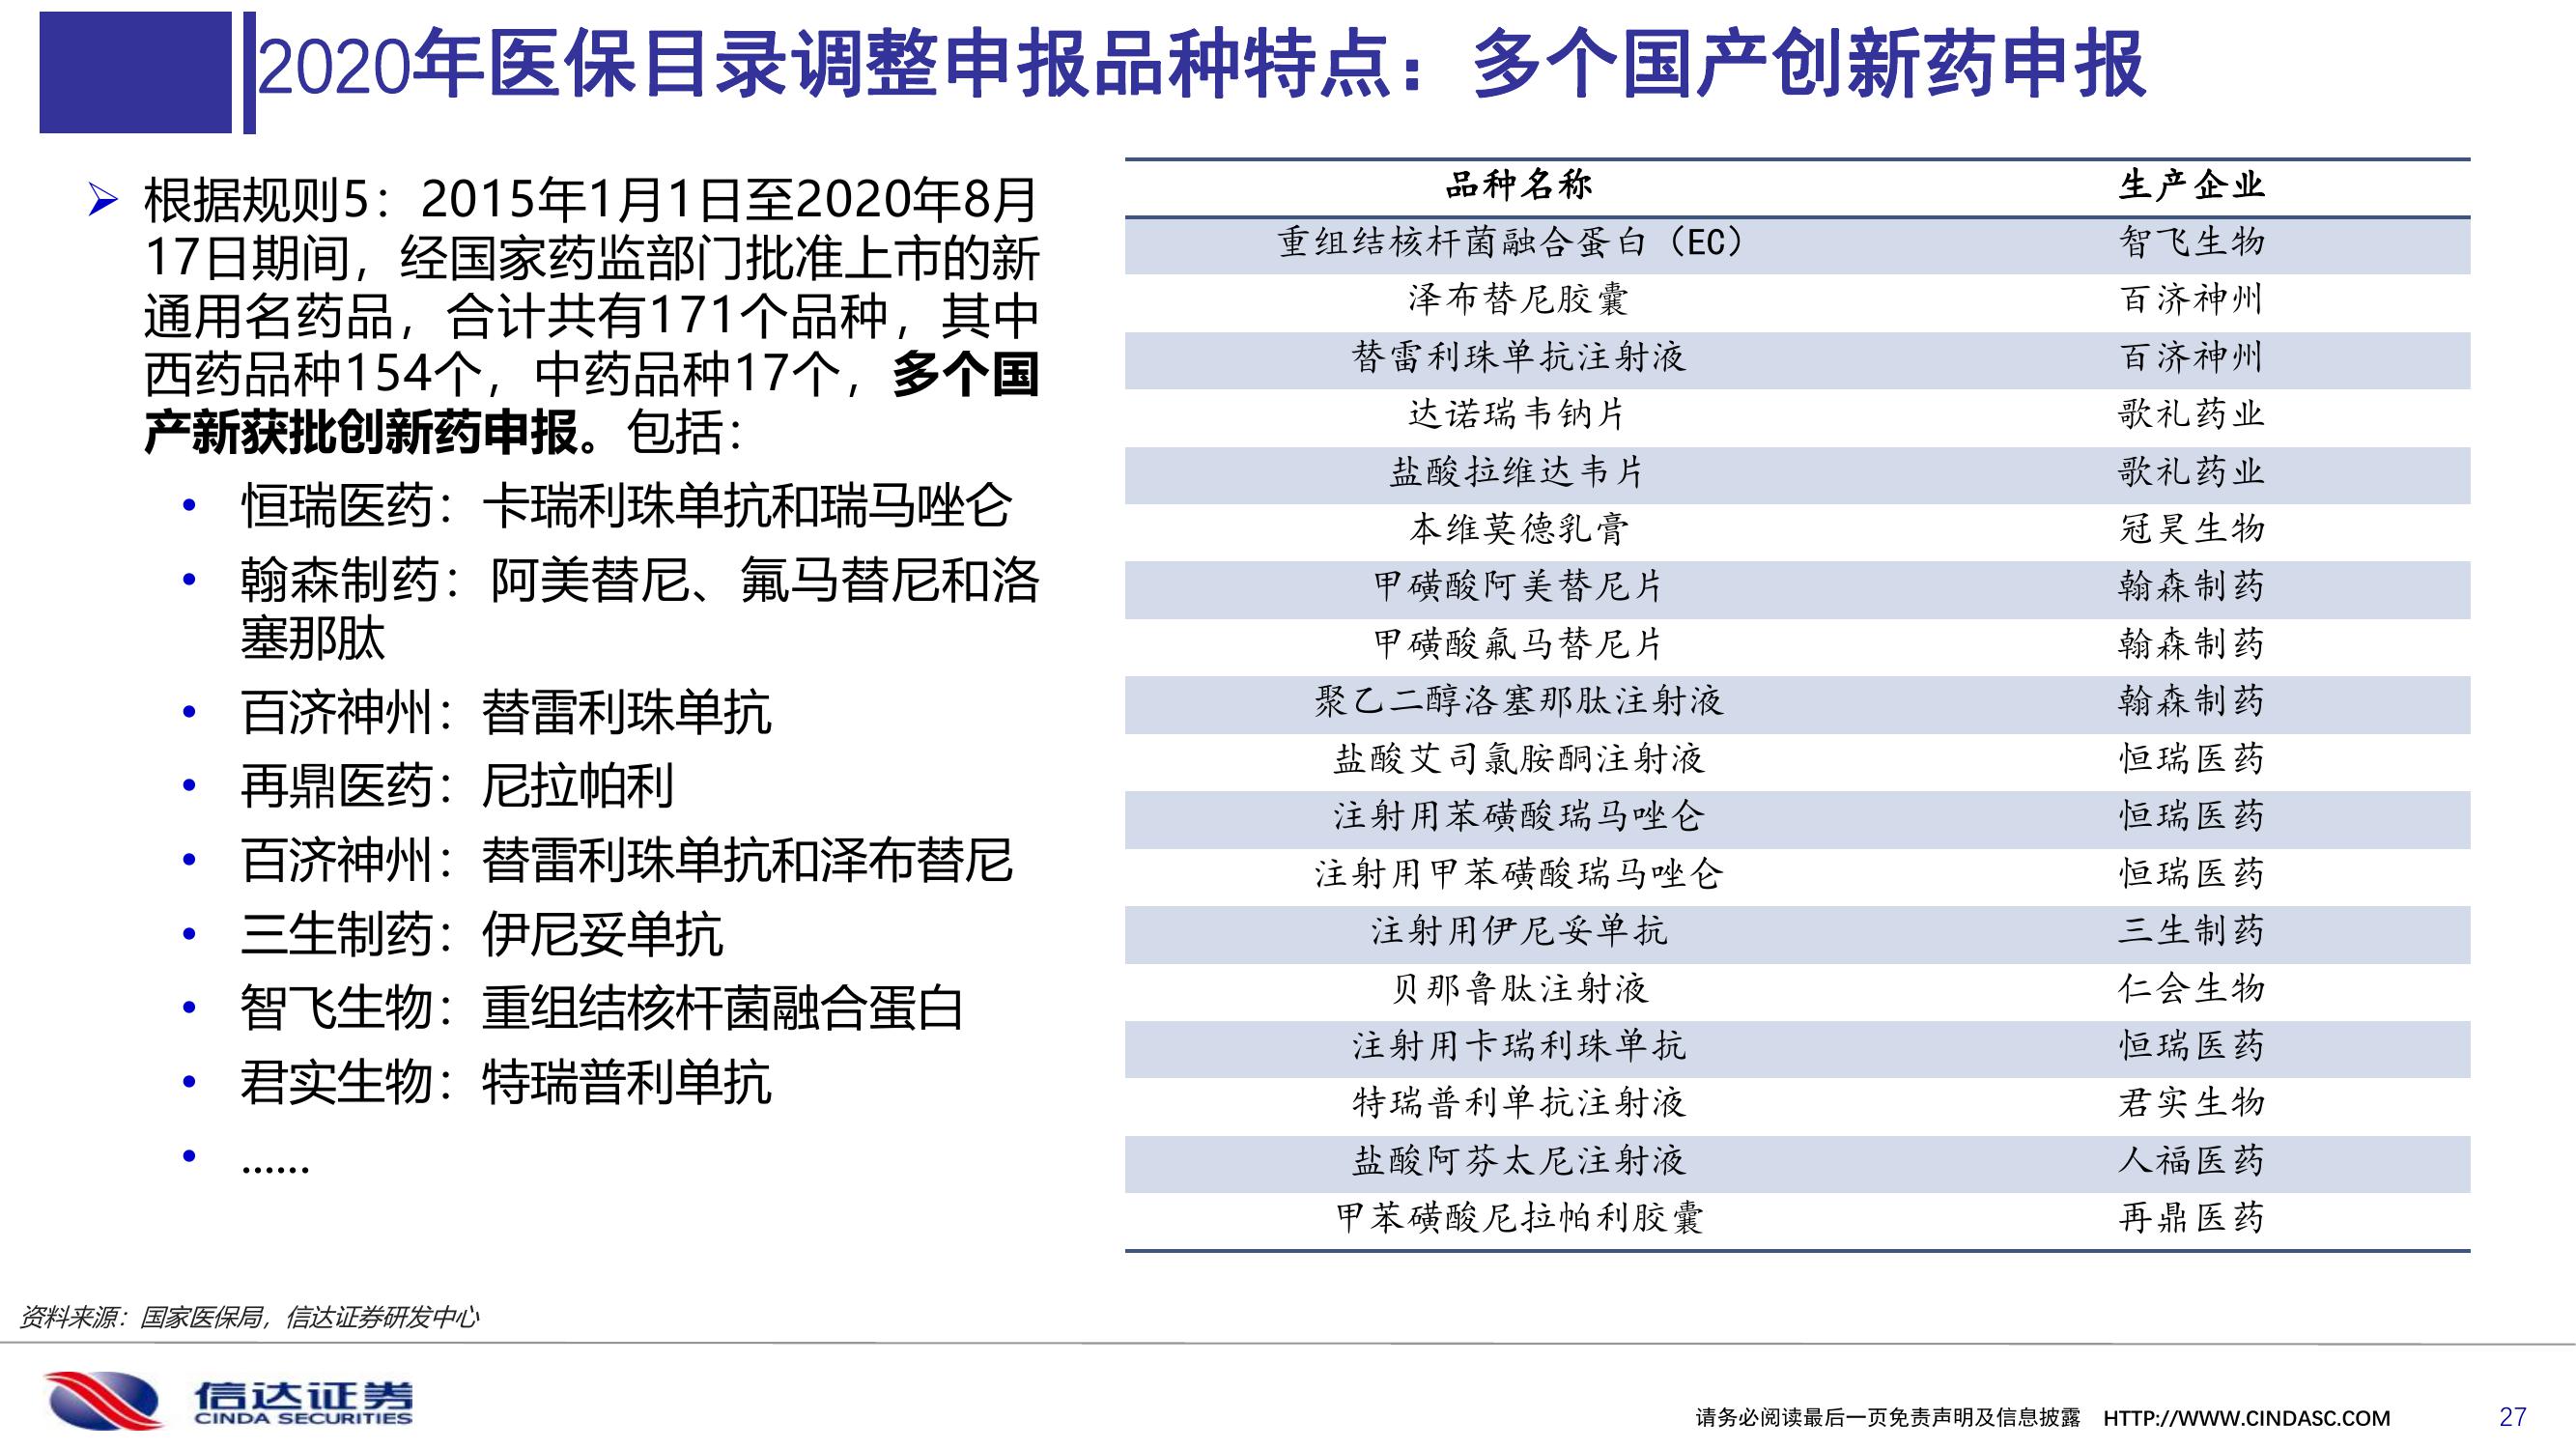 2020年医保目录调整申报品种特点：多个国产创新药申报
根据规则5：2015年1月1日至2020年8月
17日期间，经国家药监部门批准上市的新
通用名药品，合计共有171个品种，其中
西药品种154个，中药品种17个，多个国
产新获批创新药申报。包括：
恒瑞医药：卡瑞利珠单抗和瑞马唑仑
翰森制药：阿美替尼、氟马替尼和洛
塞那肽
百济神州：替雷利珠单抗
再鼎医药：尼拉帕利
百济神州：替雷利珠单抗和泽布替尼
三生制药：伊尼妥单抗
智飞生物：重组结核杆菌融合蛋白
君实生物：特瑞普利单抗
……
品种名称 生产企业
重组结核杆菌融合蛋白（EC） 智飞生物
泽布替尼胶囊 百济神州
替雷利珠单抗注射液 百济神州
达诺瑞韦钠片 歌礼药业
盐酸拉维达韦片 歌礼药业
本维莫德乳膏 冠昊生物
甲磺酸阿美替尼片 翰森制药
甲磺酸氟马替尼片 翰森制药
聚乙二醇洛塞那肽注射液 翰森制药
盐酸艾司氯胺酮注射液 恒瑞医药
注射用苯磺酸瑞马唑仑 恒瑞医药
注射用甲苯磺酸瑞马唑仑 恒瑞医药
注射用伊尼妥单抗 三生制药
贝那鲁肽注射液 仁会生物
注射用卡瑞利珠单抗 恒瑞医药
特瑞普利单抗注射液 君实生物
盐酸阿芬太尼注射液 人福医药
甲苯磺酸尼拉帕利胶囊 再鼎医药
资料来源：国家医保局，信达证券研发中心
信达证券
CINDA SECURITIES
请务必阅读最后一页免责声明及信息披露 HTTP://WWW.CINDASC.COM 27